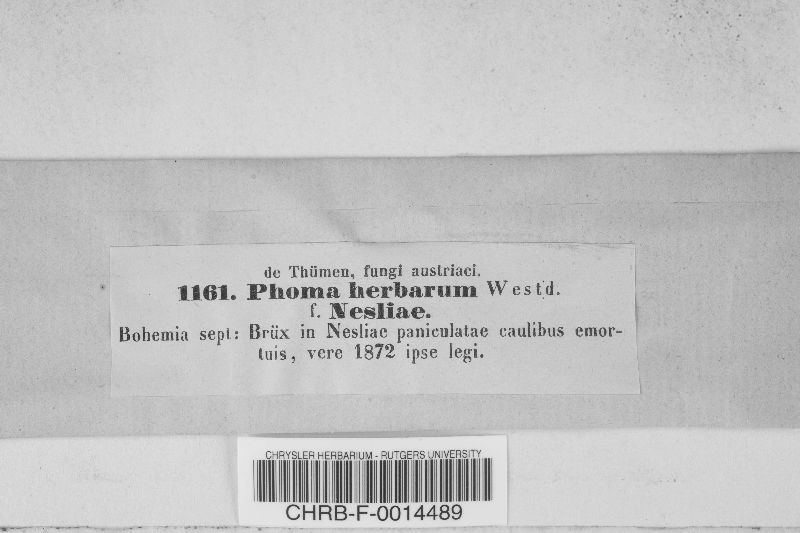 de Thümen, fungi austriaci.
1161. Phoma herbarum Westd.
f. Nesliae.
Bohemia sept: Brüx in Nesliae paniculatae caulibus emor-
tuis, vere 1872 ipse legi.
CHRYSLER HERBARIUM - RUTGERS UNIVERSITY
CHRB-F-0014489